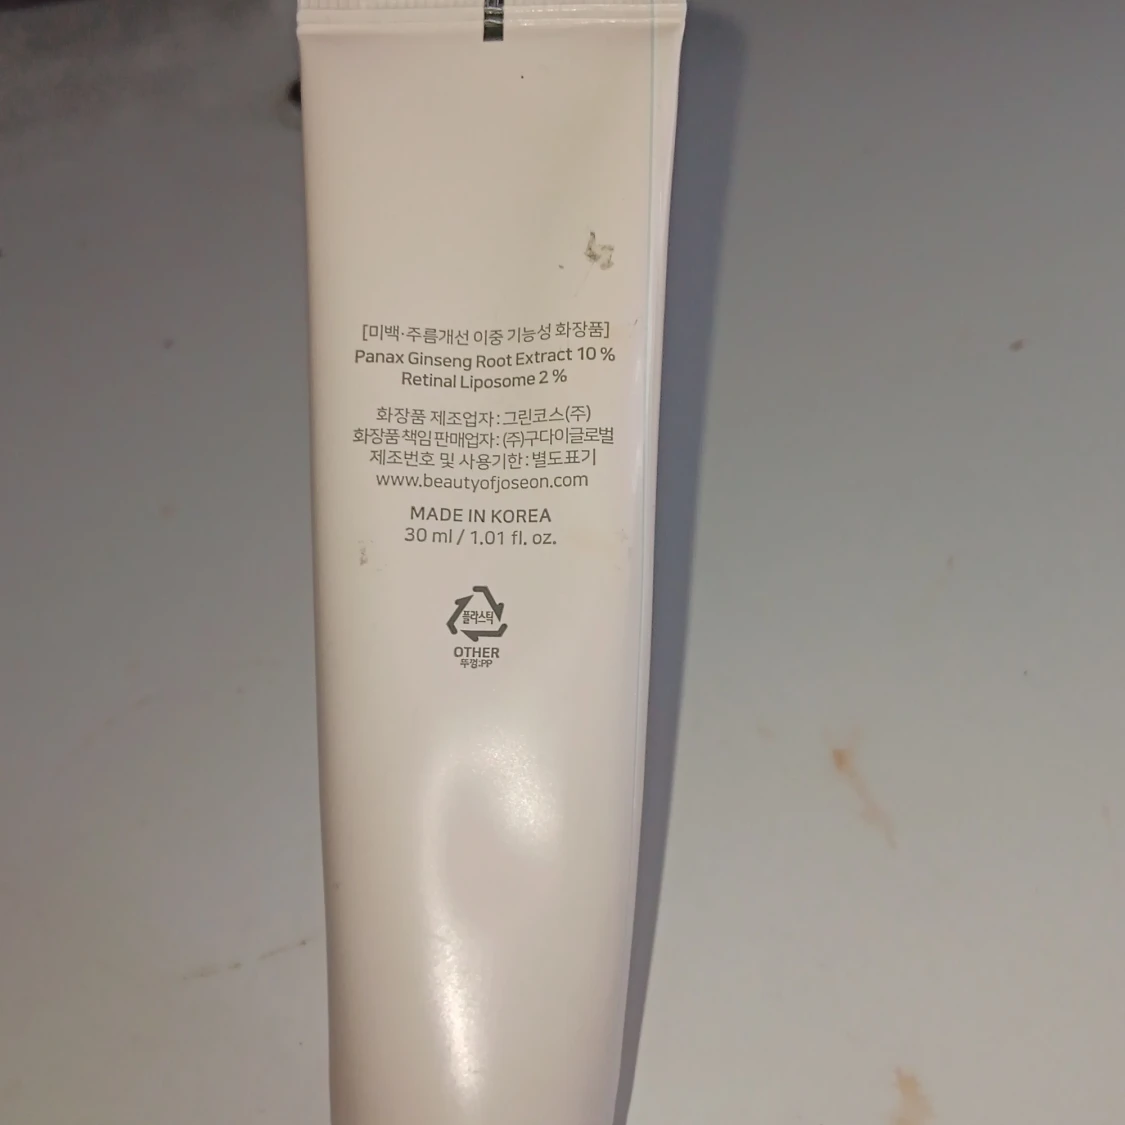 [미백·주름개선 이중 기능성 화장품]
Panax Ginseng Root Extract 10 %
Retinal Liposome 2 %
화장품 제조업자 : 그린코스(주)
화장품책임판매업자 : (주)구다이글로벌
제조번호 및 사용기한 : 별도표기
www.beautyofjoseon.com
MADE IN KOREA
30 ml / 1.01 fl. oz.
플라스틱
OTHER
뚜껑:PP